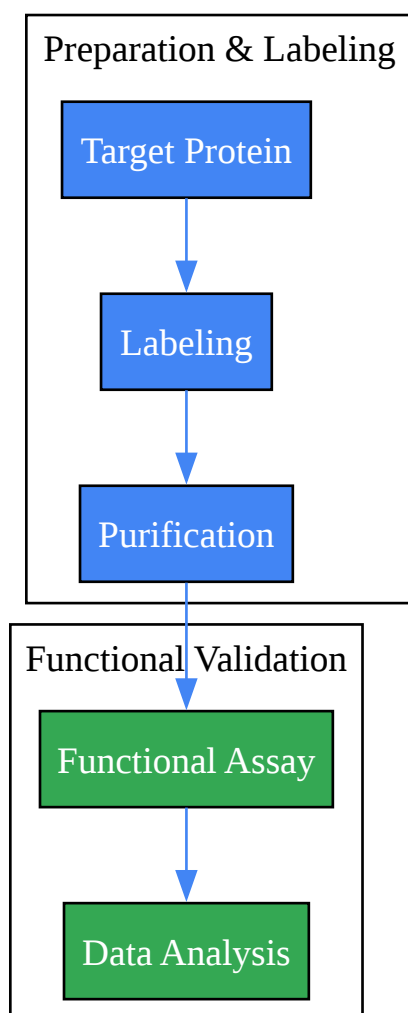 Preparation & Labeling
Target Protein
Labeling
Purification
Functional Validation
Functional Assay
Data Analysis